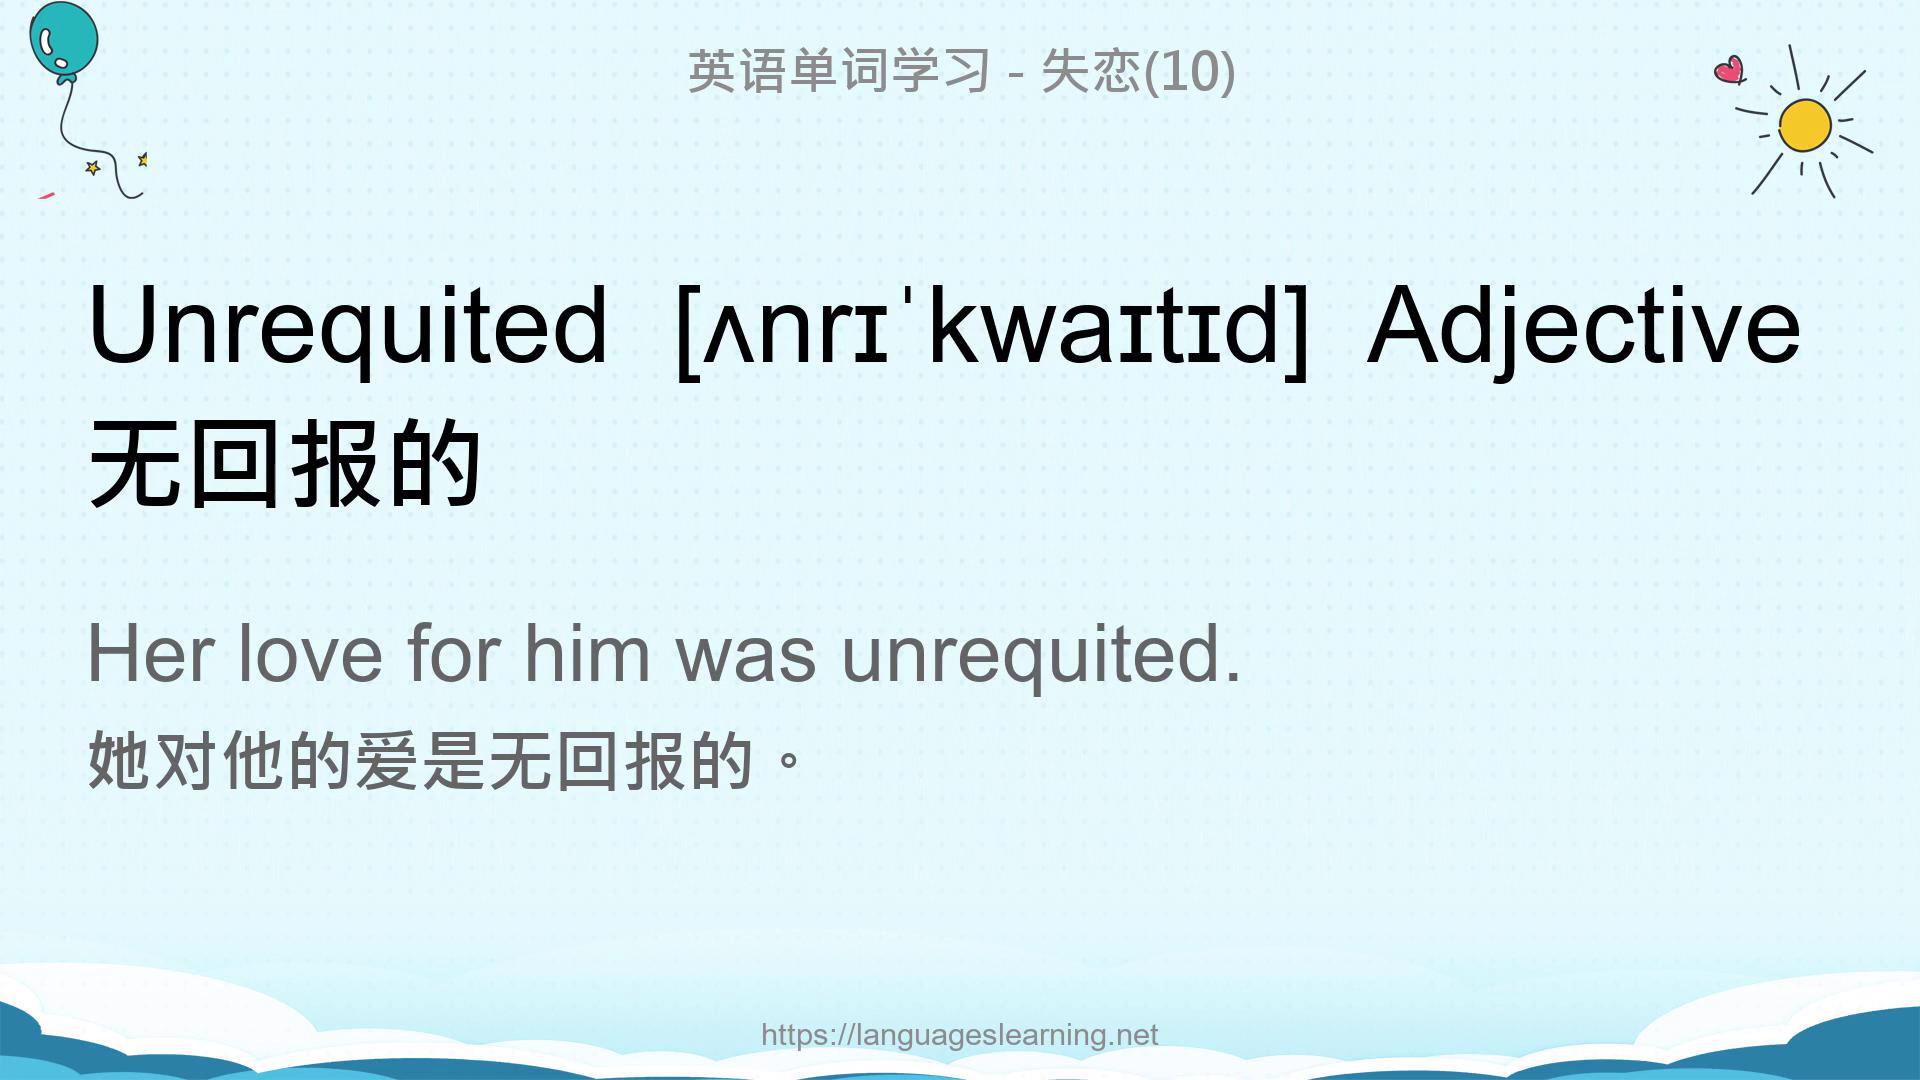 英语单词学习 - 失恋(10)
Unrequited [ʌnrɪˈkwaɪtɪd] Adjective
无回报的
Her love for him was unrequited.
她对他的爱是无回报的。
https://languageslearning.net